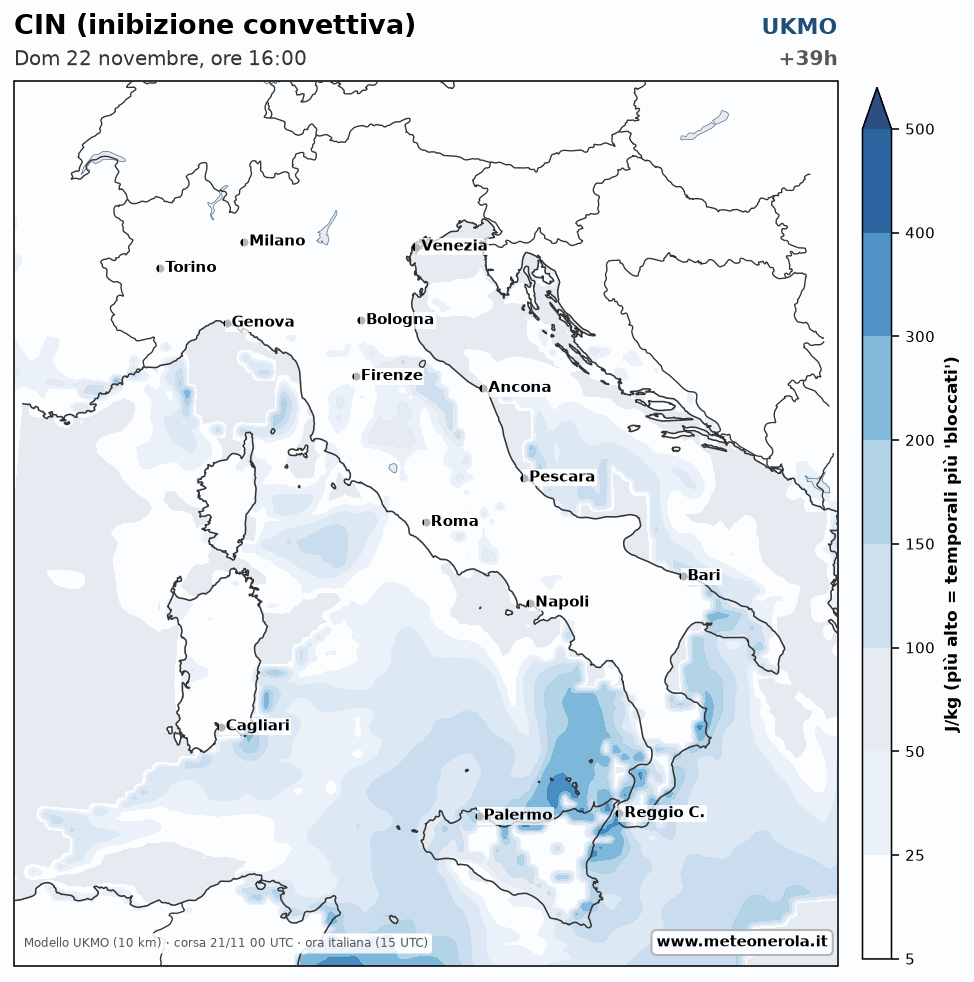 CIN (inibizione convettiva)
UKMO
Dom 22 novembre, ore 16:00
+39h
Milano
Venezia
Torino
Genova
Bologna
Firenze
Ancona
Pescara
Roma
Bari
Napoli
Cagliari
Palermo
Reggio C.
Modello UKMO (10 km) · corsa 21/11 00 UTC · ora italiana (15 UTC)
www.meteonerola.it
500
400
300
200
150
100
50
25
5
J/kg (più alto = temporali più 'bloccati')